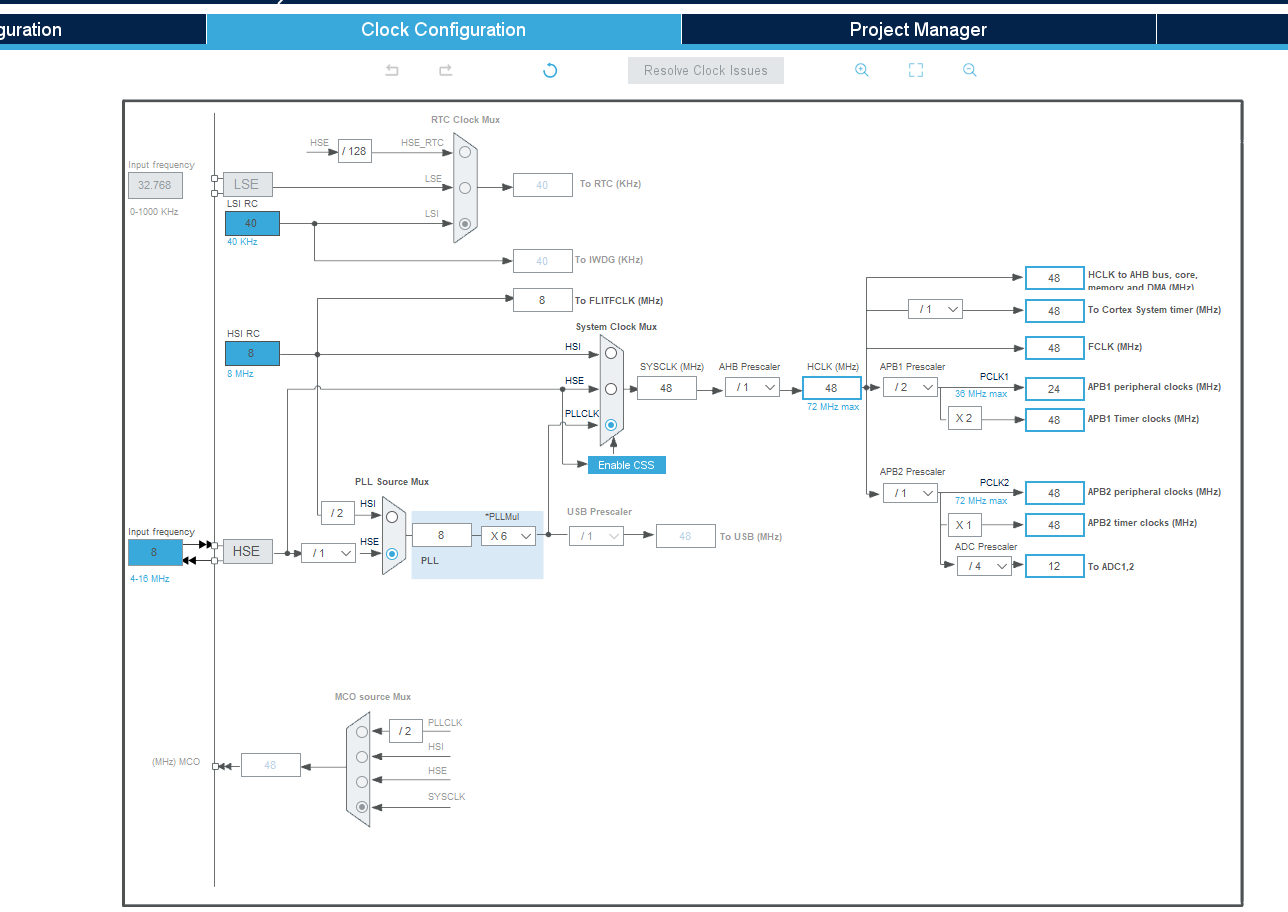 guration
Clock Configuration
Project Manager
Resolve Clock Issues
RTC Clock Mux
HSE
/ 128
HSE_RTC
Input frequency
32.768
0-1000 KHz
LSE
LSE
40
To RTC (KHz)
LSI RC
40
40 KHz
LSI
40
To IWDG (KHz)
8
To FLITFCLK (MHz)
System Clock Mux
HSI RC
8
8 MHz
HSI
HSE
PLLCLK
Enable CSS
SYSCLK (MHz)
48
AHB Prescaler
/ 1
HCLK (MHz)
48
72 MHz max
48
HCLK to AHB bus, core,
memory and DMA (MHz)
/ 1
48
To Cortex System timer (MHz)
48
FCLK (MHz)
APB1 Prescaler
/ 2
PCLK1
36 MHz max
24
APB1 peripheral clocks (MHz)
X 2
48
APB1 Timer clocks (MHz)
APB2 Prescaler
/ 1
PCLK2
72 MHz max
48
APB2 peripheral clocks (MHz)
X 1
48
APB2 timer clocks (MHz)
ADC Prescaler
/ 4
12
To ADC1,2
PLL Source Mux
/ 2
HSI
Input frequency
8
4-16 MHz
HSE
/ 1
HSE
8
*PLLMul
X 6
PLL
USB Prescaler
/ 1
48
To USB (MHz)
MCO source Mux
/ 2
PLLCLK
HSI
HSE
SYSCLK
(MHz) MCO
48